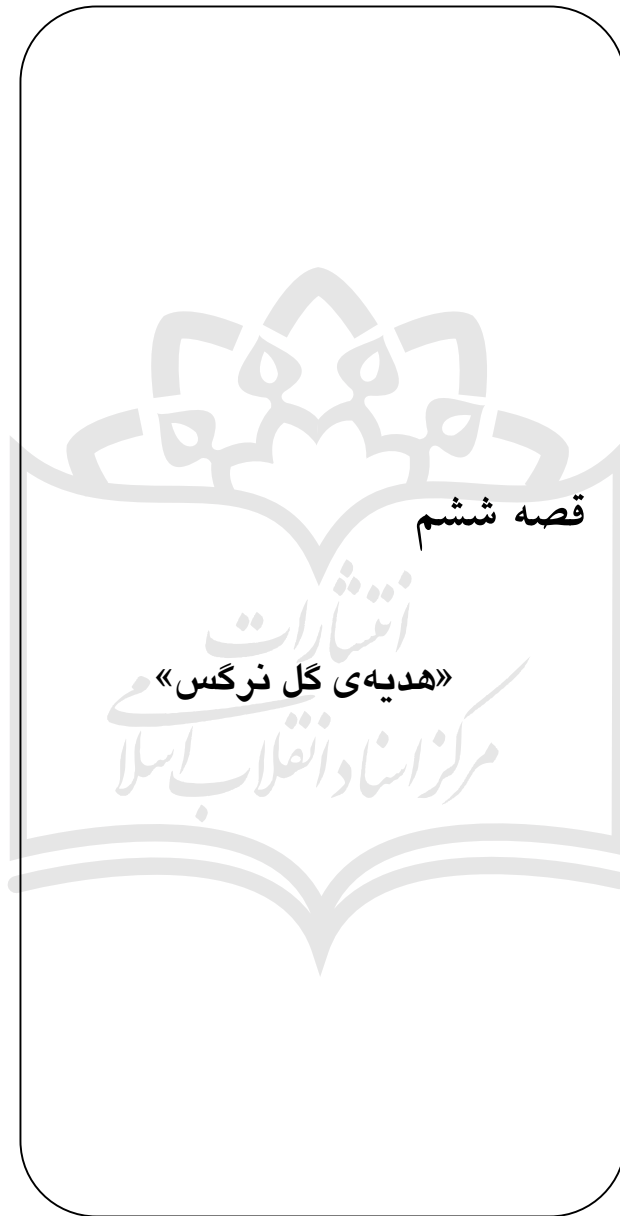 قصه ششم
انتشارات
«هدیه‌ی گل نرگس»
مرکز اسناد انقلاب اسلامی